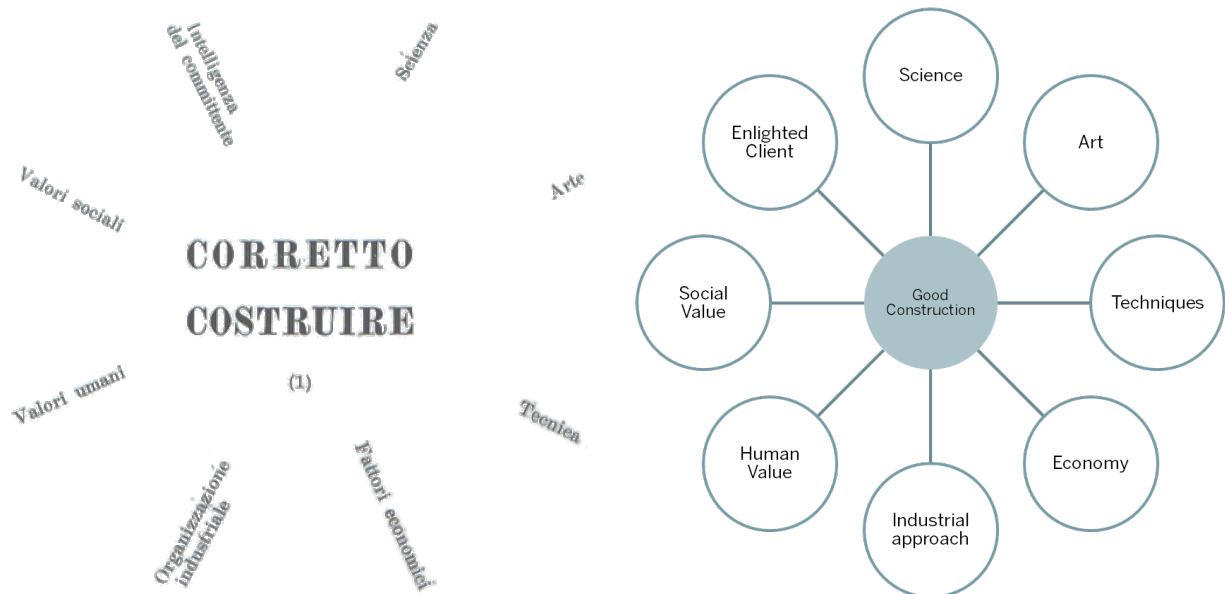 Intelligenza
del committente
Scienza
Valori sociali
Arte
CORRETTO
COSTRUIRE
(1)
Valori umani
Tecnica
Organizzazione
industriale
Fattori economici
Science
Enlighted
Client
Art
Social
Value
Good
Construction
Techniques
Human
Value
Economy
Industrial
approach